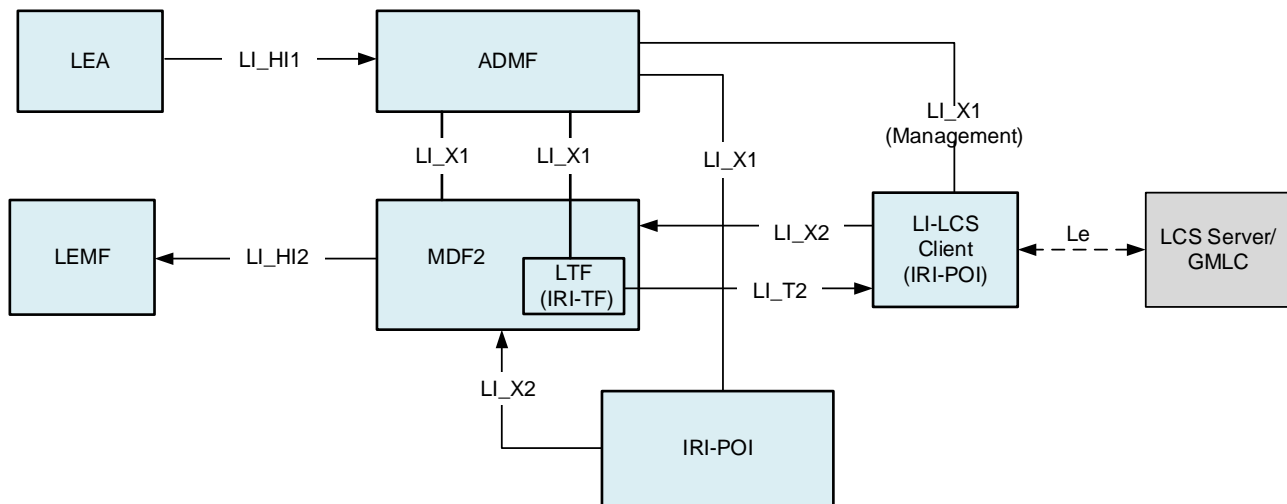 LEA
LI_HI1
ADMF
LI_X1
(Management)
LI_X1
LI_X1
LI_X1
LEMF
LI_HI2
MDF2
LTF
(IRI-TF)
LI_X2
LI_T2
LI-LCS
Client
(IRI-POI)
Le
LCS Server/
GMLC
LI_X2
IRI-POI